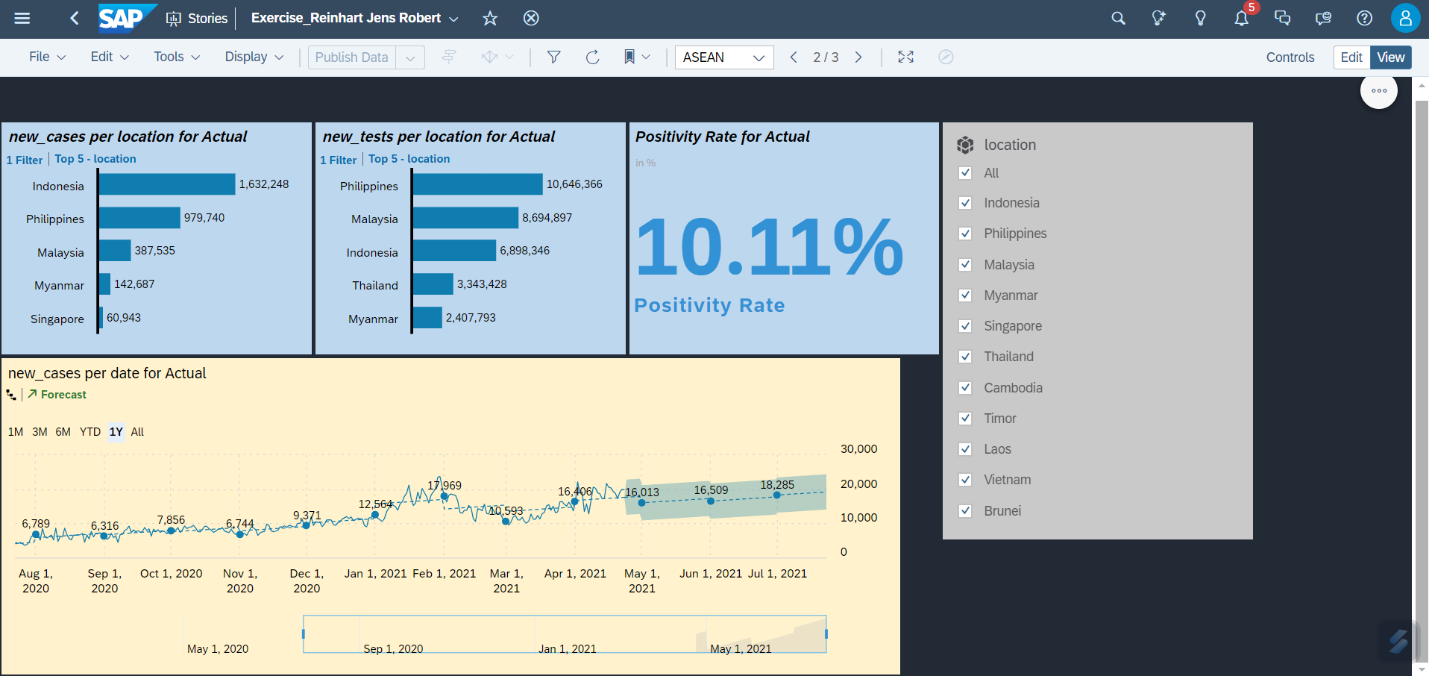 SAP Stories Exercise_Reinhart Jens Robert 5
File Edit Tools Display Publish Data ASEAN 2 / 3 Controls Edit View
new_cases per location for Actual
1 Filter Top 5 - location
Indonesia 1,632,248
Philippines 979,740
Malaysia 387,535
Myanmar 142,687
Singapore 60,943
new_tests per location for Actual
1 Filter Top 5 - location
Philippines 10,646,366
Malaysia 8,694,897
Indonesia 6,898,346
Thailand 3,343,428
Myanmar 2,407,793
Positivity Rate for Actual
in %
10.11%
Positivity Rate
location
All
Indonesia
Philippines
Malaysia
Myanmar
Singapore
Thailand
Cambodia
Timor
Laos
Vietnam
Brunei
new_cases per date for Actual
Forecast
1M 3M 6M YTD 1Y All
30,000
20,000
10,000
0
6,789 6,316 7,856 6,744 9,371 12,564 17,969 10,593 16,406 16,013 16,509 18,285
Aug 1, 2020 Sep 1, 2020 Oct 1, 2020 Nov 1, 2020 Dec 1, 2020 Jan 1, 2021 Feb 1, 2021 Mar 1, 2021 Apr 1, 2021 May 1, 2021 Jun 1, 2021 Jul 1, 2021
May 1, 2020 Sep 1, 2020 Jan 1, 2021 May 1, 2021